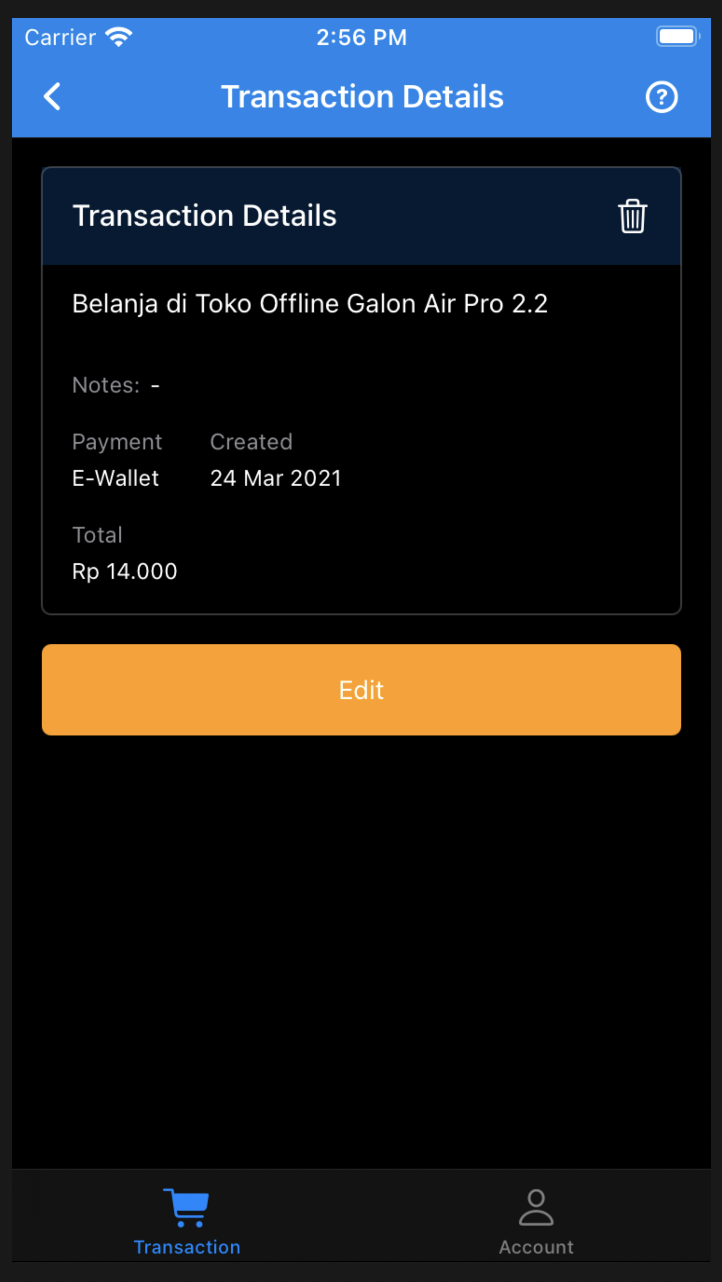 Carrier 2:56 PM
Transaction Details
Transaction Details
Belanja di Toko Offline Galon Air Pro 2.2
Notes: -
Payment Created
E-Wallet 24 Mar 2021
Total
Rp 14.000
Edit
Transaction Account